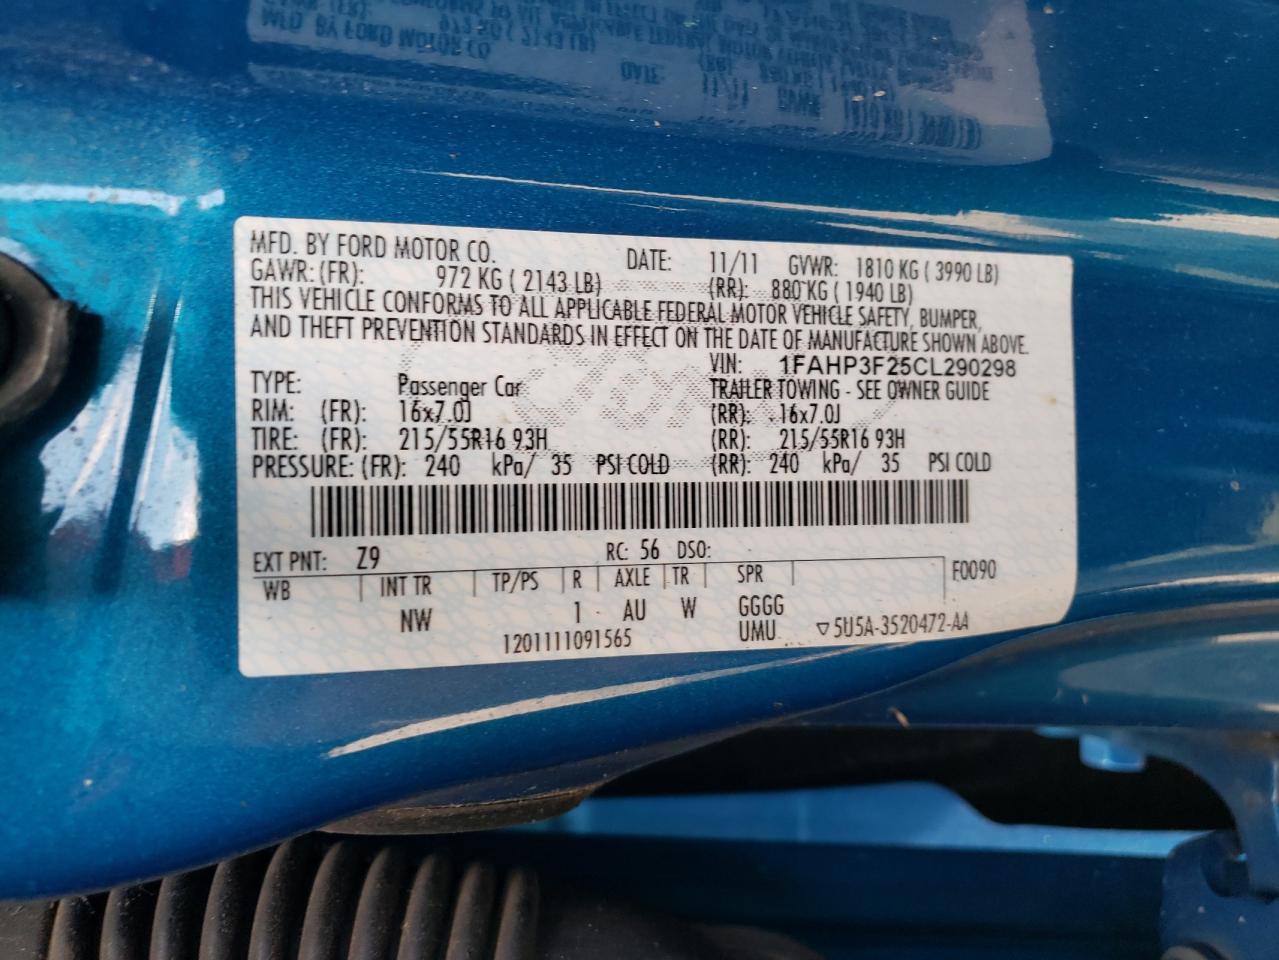 MFD. BY FORD MOTOR CO. DATE: 11/11 GVWR: 1810 KG ( 3990 LB)
GAWR: (FR): 972 KG ( 2143 LB) (RR): 880 KG ( 1940 LB)
THIS VEHICLE CONFORMS TO ALL APPLICABLE FEDERAL MOTOR VEHICLE SAFETY, BUMPER,
AND THEFT PREVENTION STANDARDS IN EFFECT ON THE DATE OF MANUFACTURE SHOWN ABOVE.
VIN: 1FAHP3F25CL290298
TYPE: Passenger Car TRAILER TOWING - SEE OWNER GUIDE
RIM: (FR): 16x7.0J (RR): 16x7.0J
TIRE: (FR): 215/55R16 93H (RR): 215/55R16 93H
PRESSURE: (FR): 240 kPa/ 35 PSI COLD (RR): 240 kPa/ 35 PSI COLD
EXT PNT: Z9 RC: 56 DSO:
WB INT TR TP/PS R AXLE TR SPR F0090
NW 1 AU W GGGG
1201111091565 UMU ▽5U5A-3520472-AA